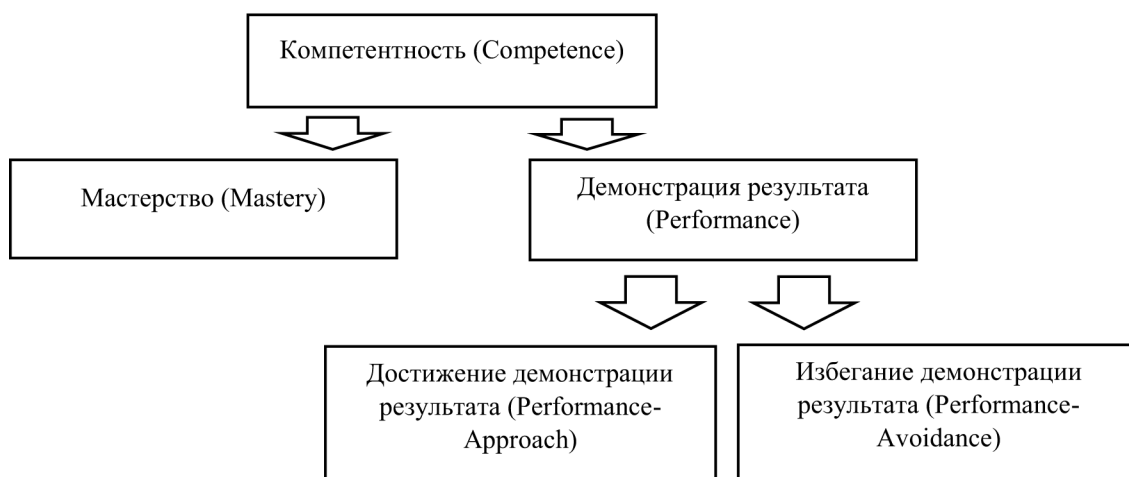 Компетентность (Competence)
Мастерство (Mastery)
Демонстрация результата
(Performance)
Достижение демонстрации
результата (Performance-
Approach)
Избегание демонстрации
результата (Performance-
Avoidance)